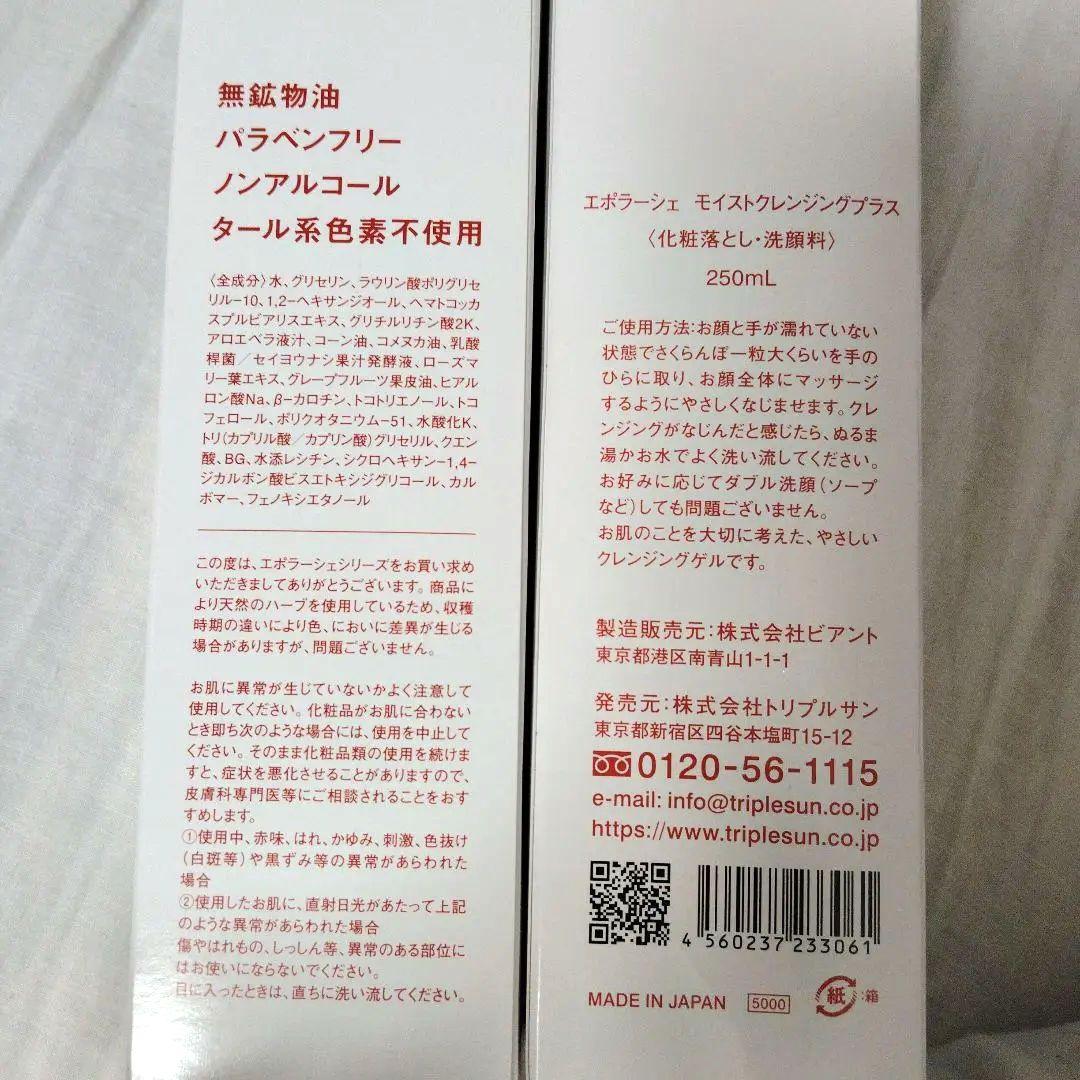 無鉱物油
パラベンフリー
ノンアルコール
タール系色素不使用
〈全成分〉水、グリセリン、ラウリン酸ポリグリセ
リル-10、1,2-ヘキサンジオール、ヘマトコッカ
スプルビアリスエキス、グリチルリチン酸2K、
アロエベラ液汁、コーン油、コメヌカ油、乳酸
桿菌／セイヨウナシ果汁発酵液、ローズマ
リー葉エキス、グレープフルーツ果皮油、ヒアル
ロン酸Na、β-カロチン、トコトリエノール、トコ
フェロール、ポリクオタニウム-51、水酸化K、
トリ(カプリル酸／カプリン酸)グリセリル、クエン
酸、BG、水添レシチン、シクロヘキサン-1,4-
ジカルボン酸ビスエトキシジグリコール、カル
ボマー、フェノキシエタノール
この度は、エポラーシェシリーズをお買い求め
いただきましてありがとうございます。商品に
より天然のハーブを使用しているため、収穫
時期の違いにより色、においに差異が生じる
場合がありますが、問題ございません。
お肌に異常が生じていないかよく注意して
使用してください。化粧品がお肌に合わない
とき即ち次のような場合には、使用を中止して
ください。そのまま化粧品類の使用を続けま
すと、症状を悪化させることがありますので、
皮膚科専門医等にご相談されることをおす
すめします。
①使用中、赤味、はれ、かゆみ、刺激、色抜け
(白斑等)や黒ずみ等の異常があらわれた
場合
②使用したお肌に、直射日光があたって上記
のような異常があらわれた場合
傷やはれもの、しっしん等、異常のある部位に
はお使いにならないでください。
目に入ったときは、直ちに洗い流してください。
エポラーシェ モイストクレンジングプラス
〈化粧落とし・洗顔料〉
250mL
ご使用方法：お顔と手が濡れていない
状態でさくらんぼ一粒大くらいを手の
ひらに取り、お顔全体にマッサージ
するようにやさしくなじませます。クレ
ンジングがなじんだと感じたら、ぬるま
湯かお水でよく洗い流してください。
お好みに応じてダブル洗顔(ソープ
など)しても問題ございません。
お肌のことを大切に考えた、やさしい
クレンジングゲルです。
製造販売元：株式会社ビアント
東京都港区南青山1-1-1
発売元：株式会社トリプルサン
東京都新宿区四谷本塩町15-12
0120-56-1115
e-mail: info@triplesun.co.jp
https://www.triplesun.co.jp
4 560237 233061
MADE IN JAPAN 5000 紙 :箱